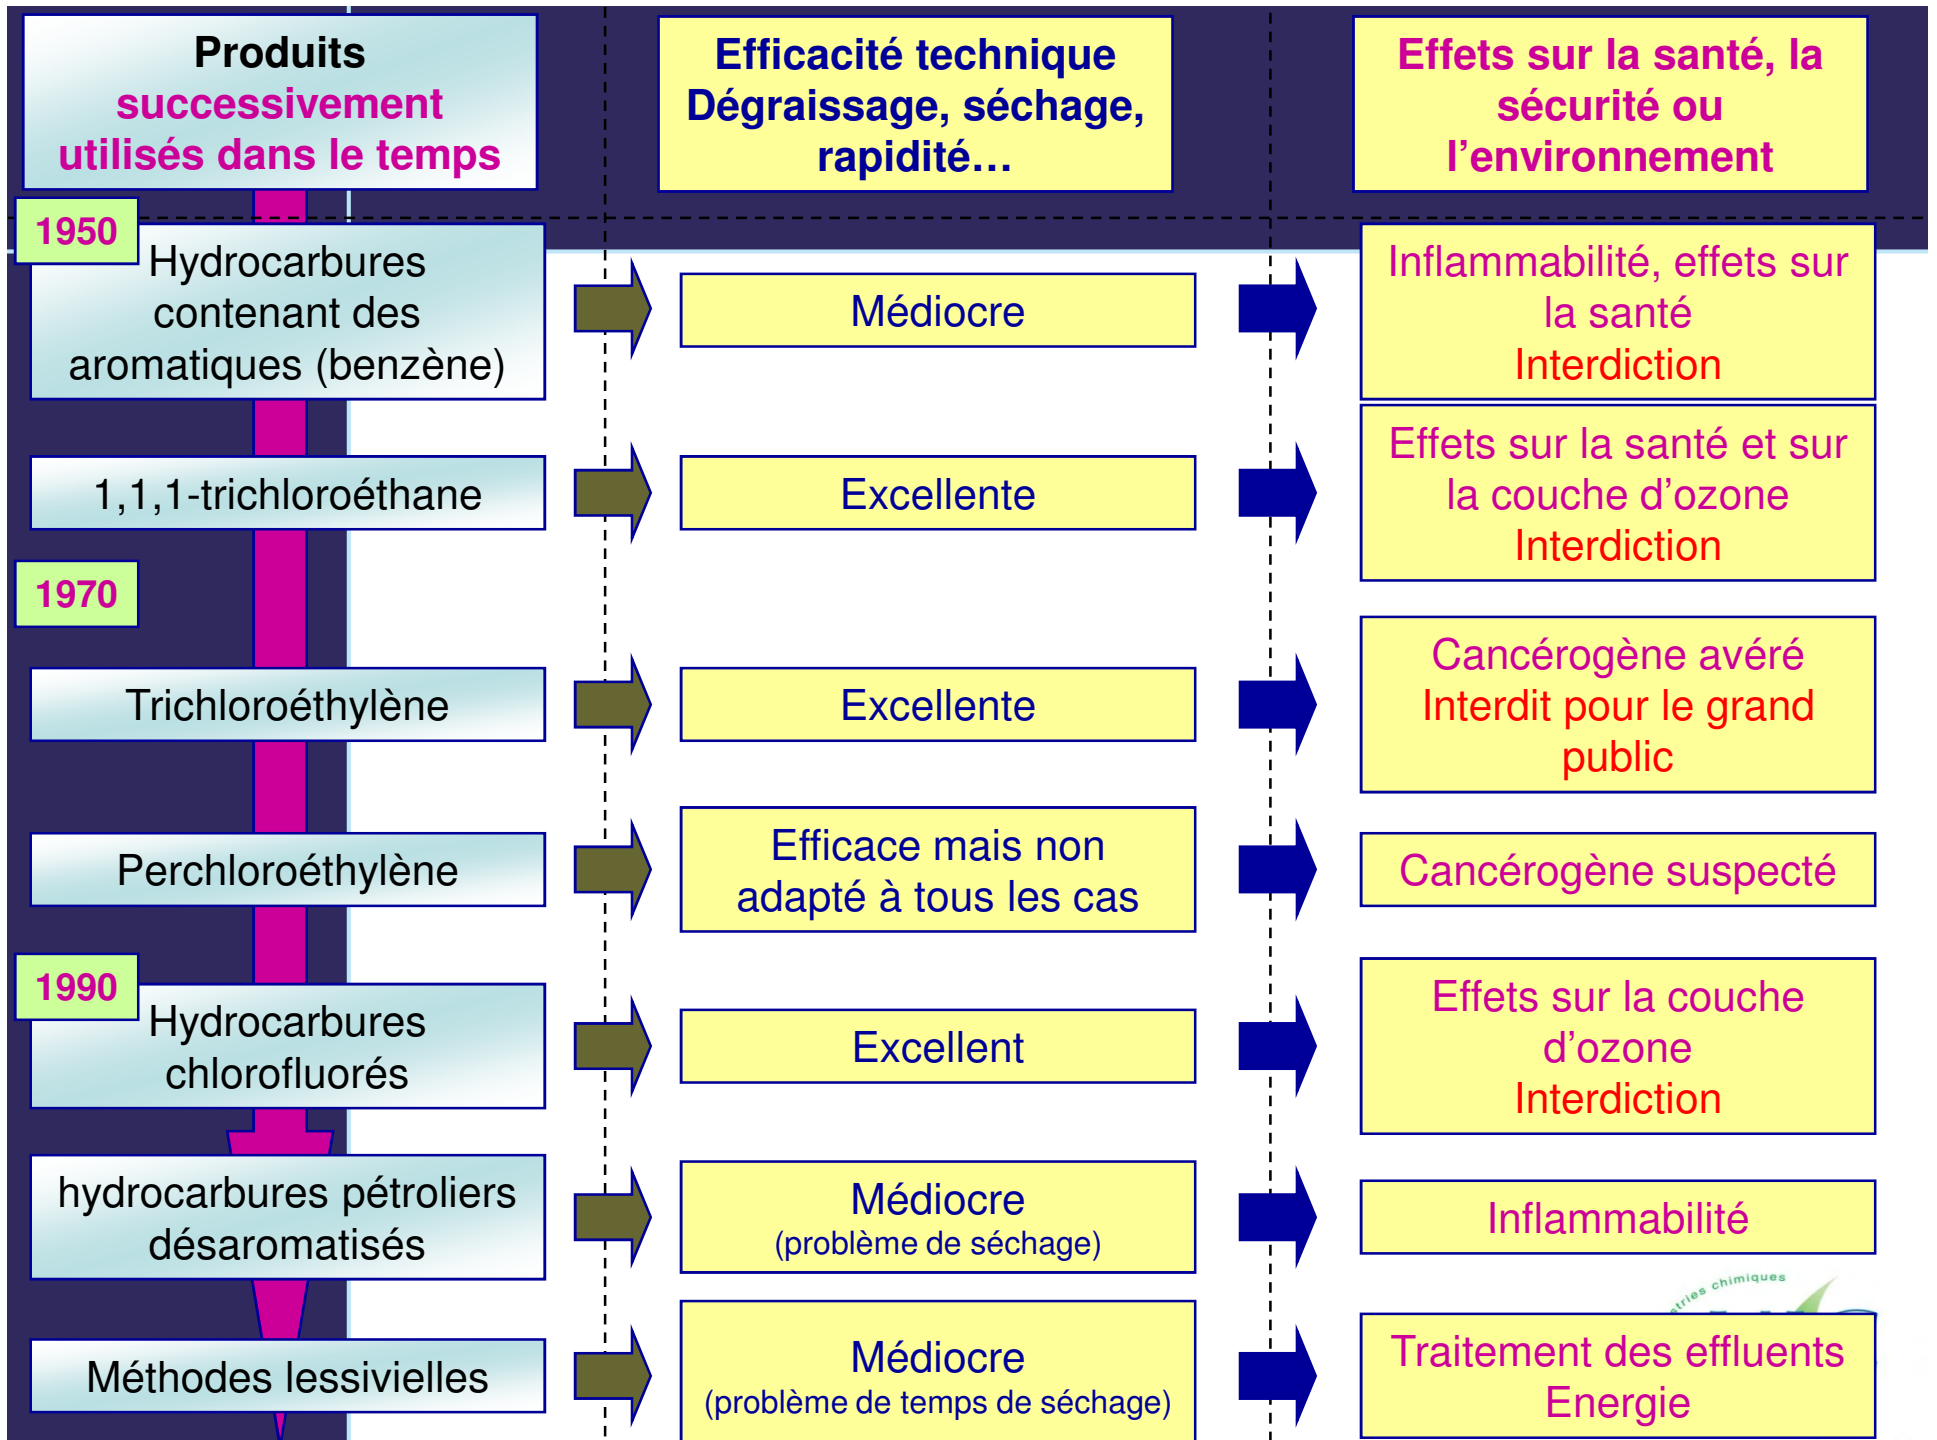 Produits
successivement
utilisés dans le temps
Efficacité technique
Dégraissage, séchage,
rapidité…
Effets sur la santé, la
sécurité ou
l’environnement
1950
Hydrocarbures
contenant des
aromatiques (benzène)
Médiocre
Inflammabilité, effets sur
la santé
Interdiction
1,1,1-trichloroéthane
Excellente
Effets sur la santé et sur
la couche d’ozone
Interdiction
1970
Trichloroéthylène
Excellente
Cancérogène avéré
Interdit pour le grand
public
Perchloroéthylène
Efficace mais non
adapté à tous les cas
Cancérogène suspecté
1990
Hydrocarbures
chlorofluorés
Excellent
Effets sur la couche
d’ozone
Interdiction
hydrocarbures pétroliers
désaromatisés
Médiocre
(problème de séchage)
Inflammabilité
chimiques
Méthodes lessivielles
Médiocre
(problème de temps de séchage)
Traitement des effluents
Energie